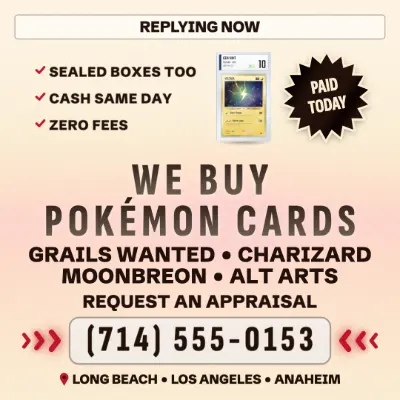 REPLYING NOW
SEALED BOXES TOO
CASH SAME DAY
ZERO FEES
10
PAID
TODAY
WE BUY
POKÉMON CARDS
GRAILS WANTED • CHARIZARD
MOONBREON • ALT ARTS
REQUEST AN APPRAISAL
(714) 555-0153
LONG BEACH • LOS ANGELES • ANAHEIM